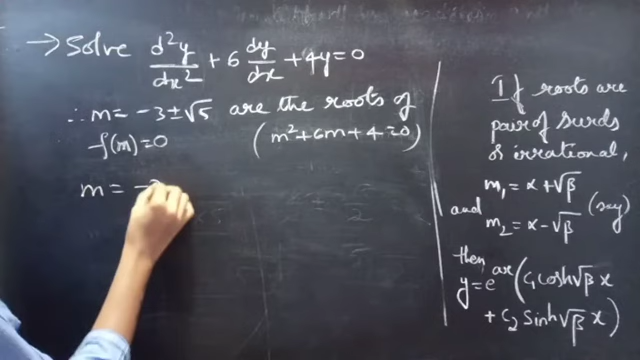 → Solve d²y/dx² + 6 dy/dx + 4y = 0
∴ m = -3 ± √5 are the roots of
f(m) = 0 (m² + 6m + 4 = 0)
m = -3
If roots are
pair of surds
& irrational,
m₁ = α + √β
and m₂ = α - √β (say)
then,
y = e^αx (C₁ cosh √β x
+ C₂ Sinh √β x)